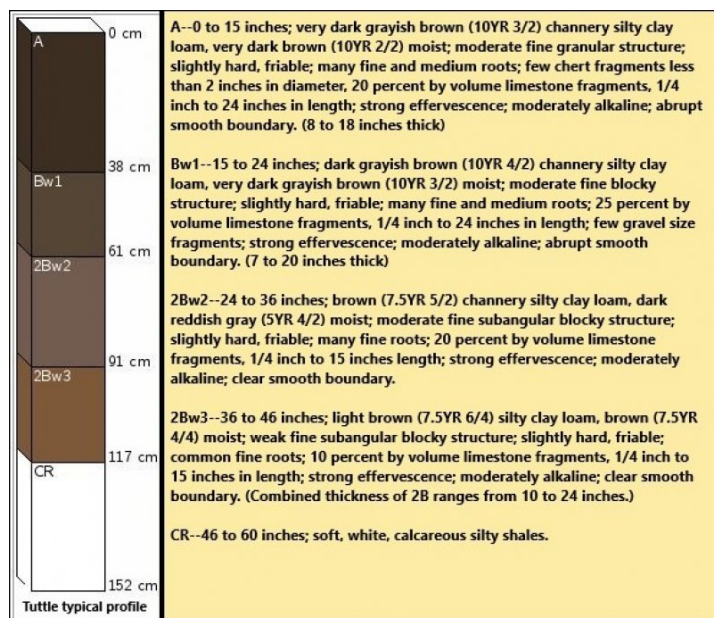 0 cm
A
38 cm
Bw1
61 cm
2Bw2
91 cm
2Bw3
117 cm
CR
152 cm
Tuttle typical profile
A--0 to 15 inches; very dark grayish brown (10YR 3/2) channery silty clay
loam, very dark brown (10YR 2/2) moist; moderate fine granular structure;
slightly hard, friable; many fine and medium roots; few chert fragments less
than 2 inches in diameter, 20 percent by volume limestone fragments, 1/4
inch to 24 inches in length; strong effervescence; moderately alkaline; abrupt
smooth boundary. (8 to 18 inches thick)
Bw1--15 to 24 inches; dark grayish brown (10YR 4/2) channery silty clay
loam, very dark grayish brown (10YR 3/2) moist; moderate fine blocky
structure; slightly hard, friable; many fine and medium roots; 25 percent by
volume limestone fragments, 1/4 inch to 24 inches in length; few gravel size
fragments; strong effervescence; moderately alkaline; abrupt smooth
boundary. (7 to 20 inches thick)
2Bw2--24 to 36 inches; brown (7.5YR 5/2) channery silty clay loam, dark
reddish gray (5YR 4/2) moist; moderate fine subangular blocky structure;
slightly hard, friable; many fine roots; 20 percent by volume limestone
fragments, 1/4 inch to 15 inches length; strong effervescence; moderately
alkaline; clear smooth boundary.
2Bw3--36 to 46 inches; light brown (7.5YR 6/4) silty clay loam, brown (7.5YR
4/4) moist; weak fine subangular blocky structure; slightly hard, friable;
common fine roots; 10 percent by volume limestone fragments, 1/4 inch to
15 inches in length; strong effervescence; moderately alkaline; clear smooth
boundary. (Combined thickness of 2B ranges from 10 to 24 inches.)
CR--46 to 60 inches; soft, white, calcareous silty shales.